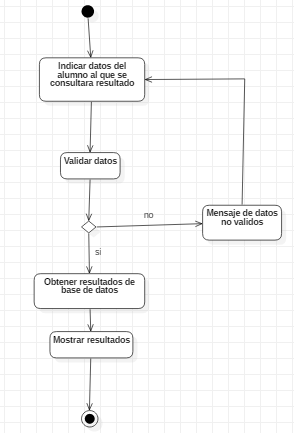 Indicar datos del
alumno al que se
consultara resultado
Validar datos
no
Mensaje de datos
no validos
si
Obtener resultados de
base de datos
Mostrar resultados